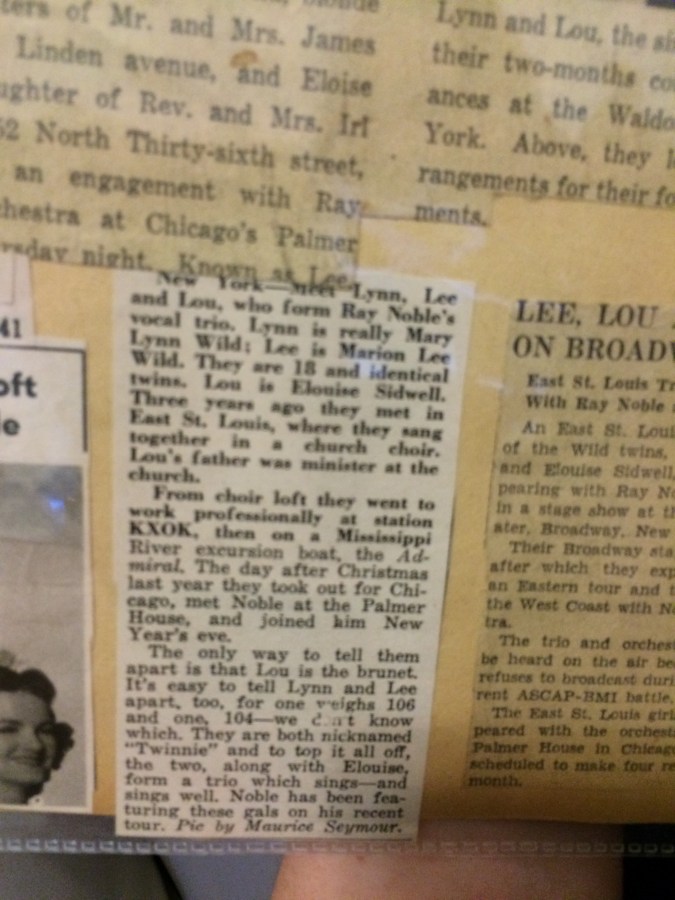 ters of Mr. and Mrs. James
Linden avenue, and Eloise
ughter of Rev. and Mrs. Irl
62 North Thirty-sixth street,
an engagement with Ray
chestra at Chicago's Palmer
rsday night. Known as Lee,
Lynn and Lou, the si
their two-months co
ances at the Waldo
York. Above, they l
rangements for their fo
ments.
41
oft
le
New York—Meet Lynn, Lee
and Lou, who form Ray Noble's
vocal trio. Lynn is really Mary
Lynn Wild; Lee is Marion Lee
Wild. They are 18 and identical
twins. Lou is Elouise Sidwell.
Three years ago they met in
East St. Louis, where they sang
together in a church choir.
Lou's father was minister at the
church.
From choir loft they went to
work professionally at station
KXOK, then on a Mississippi
River excursion boat, the Ad-
miral. The day after Christmas
last year they took out for Chi-
cago, met Noble at the Palmer
House, and joined him New
Year's eve.
The only way to tell them
apart is that Lou is the brunet.
It's easy to tell Lynn and Lee
apart, too, for one weighs 106
and one, 104—we don't know
which. They are both nicknamed
"Twinnie" and to top it all off,
the two, along with Elouise,
form a trio which sings—and
sings well. Noble has been fea-
turing these gals on his recent
tour. Pic by Maurice Seymour.
LEE, LOU
ON BROADW
East St. Louis Tr
With Ray Noble
An East St. Loui
of the Wild twins,
and Elouise Sidwell,
pearing with Ray No
in a stage show at th
ater, Broadway, New
Their Broadway sta
after which they exp
an Eastern tour and t
the West Coast with No
tra.
The trio and orches
be heard on the air be
refuses to broadcast duri
rent ASCAP-BMI battle.
The East St. Louis girl
peared with the orchest
Palmer House in Chicago
scheduled to make four re
month.